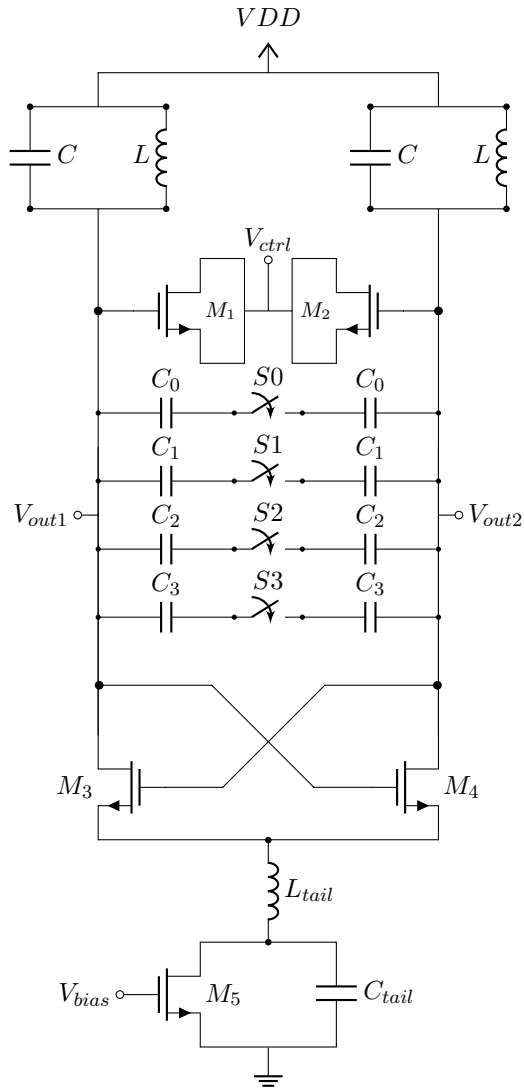 VDD
C L C L
V_ctrl
M_1 M_2
C_0 S0 C_0
C_1 S1 C_1
V_out1 V_out2
C_2 S2 C_2
C_3 S3 C_3
M_3 M_4
L_tail
V_bias M_5 C_tail